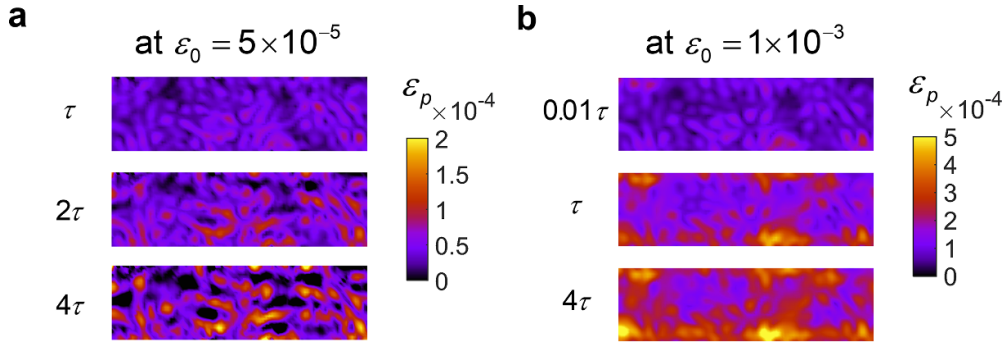 a
at ε₀ = 5×10⁻⁵
τ
2τ
4τ
εₚ ×10⁻⁴
2
1.5
1
0.5
0
b
at ε₀ = 1×10⁻³
0.01τ
τ
4τ
εₚ ×10⁻⁴
5
4
3
2
1
0